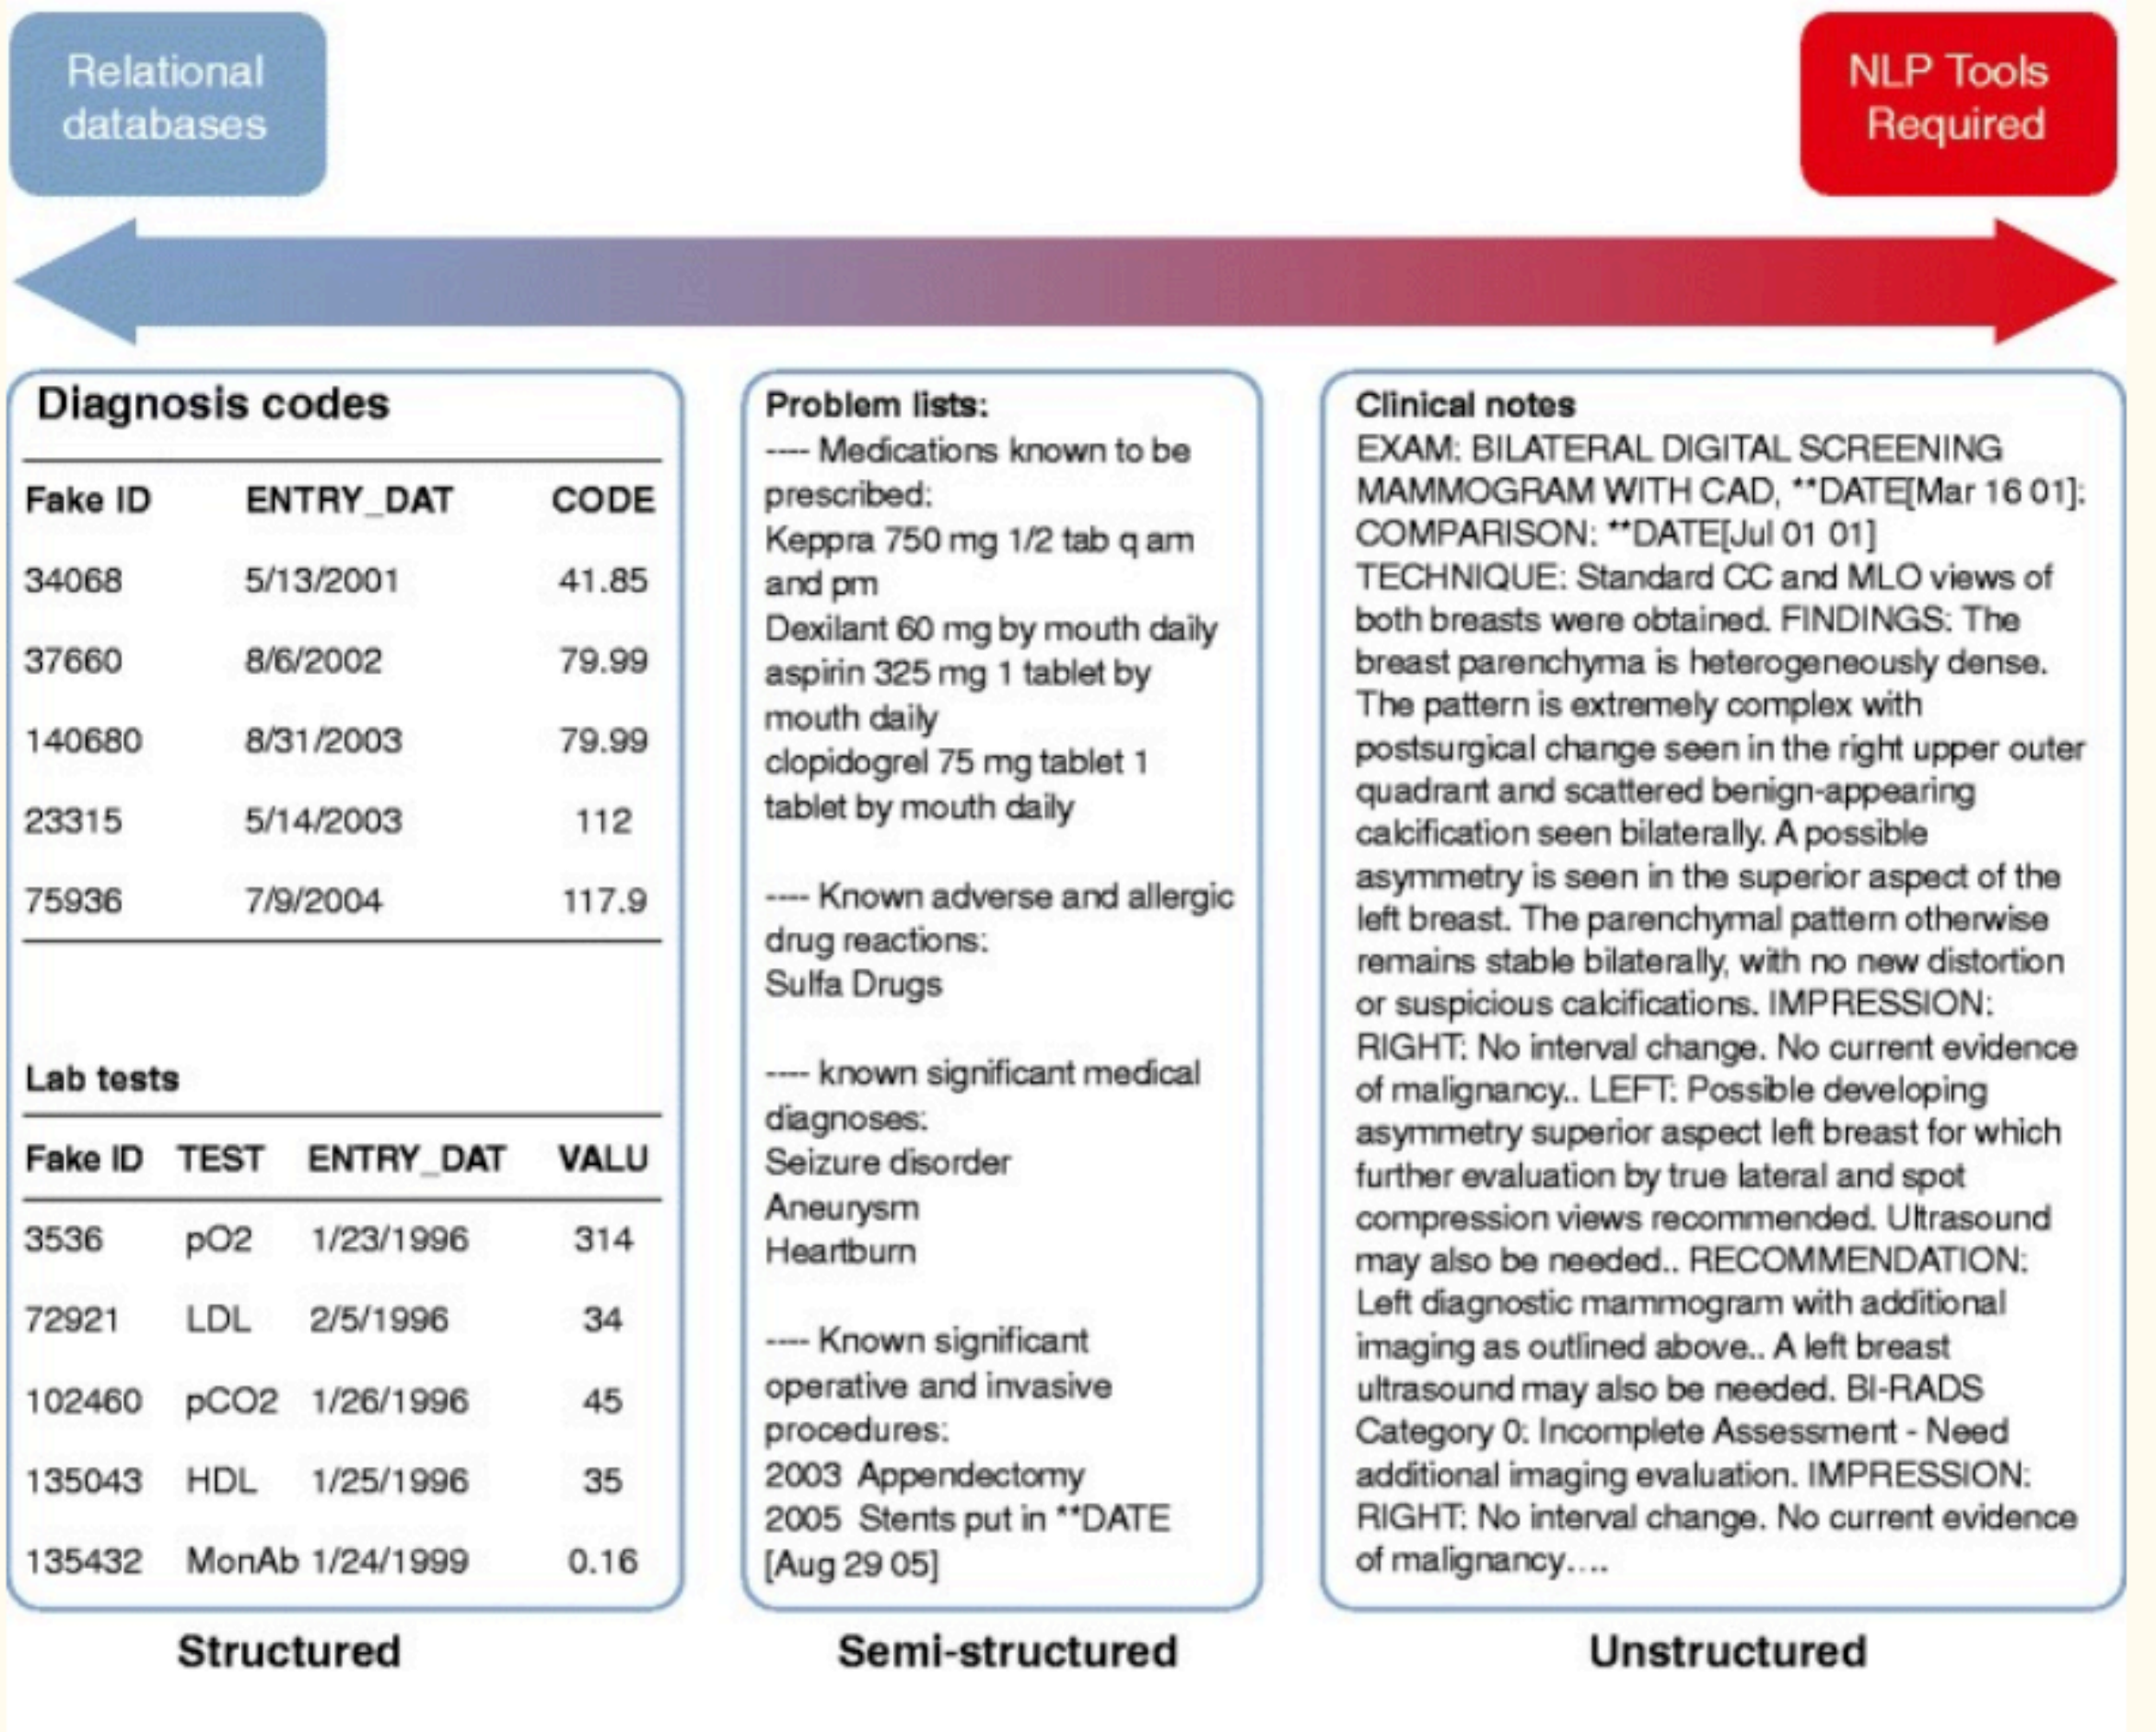 Relational
databases
NLP Tools
Required
Diagnosis codes
Fake ID ENTRY_DAT CODE
34068 5/13/2001 41.85
37660 8/6/2002 79.99
140680 8/31/2003 79.99
23315 5/14/2003 112
75936 7/9/2004 117.9
Lab tests
Fake ID TEST ENTRY_DAT VALU
3536 pO2 1/23/1996 314
72921 LDL 2/5/1996 34
102460 pCO2 1/26/1996 45
135043 HDL 1/25/1996 35
135432 MonAb 1/24/1999 0.16
Structured
Problem lists:
---- Medications known to be
prescribed:
Keppra 750 mg 1/2 tab q am
and pm
Dexilant 60 mg by mouth daily
aspirin 325 mg 1 tablet by
mouth daily
clopidogrel 75 mg tablet 1
tablet by mouth daily
---- Known adverse and allergic
drug reactions:
Sulfa Drugs
---- known significant medical
diagnoses:
Seizure disorder
Aneurysm
Heartburn
---- Known significant
operative and invasive
procedures:
2003 Appendectomy
2005 Stents put in **DATE
[Aug 29 05]
Semi-structured
Clinical notes
EXAM: BILATERAL DIGITAL SCREENING
MAMMOGRAM WITH CAD, **DATE[Mar 16 01]:
COMPARISON: **DATE[Jul 01 01]
TECHNIQUE: Standard CC and MLO views of
both breasts were obtained. FINDINGS: The
breast parenchyma is heterogeneously dense.
The pattern is extremely complex with
postsurgical change seen in the right upper outer
quadrant and scattered benign-appearing
calcification seen bilaterally. A possible
asymmetry is seen in the superior aspect of the
left breast. The parenchymal pattern otherwise
remains stable bilaterally, with no new distortion
or suspicious calcifications. IMPRESSION:
RIGHT: No interval change. No current evidence
of malignancy.. LEFT: Possible developing
asymmetry superior aspect left breast for which
further evaluation by true lateral and spot
compression views recommended. Ultrasound
may also be needed.. RECOMMENDATION:
Left diagnostic mammogram with additional
imaging as outlined above.. A left breast
ultrasound may also be needed. BI-RADS
Category 0: Incomplete Assessment - Need
additional imaging evaluation. IMPRESSION:
RIGHT: No interval change. No current evidence
of malignancy....
Unstructured